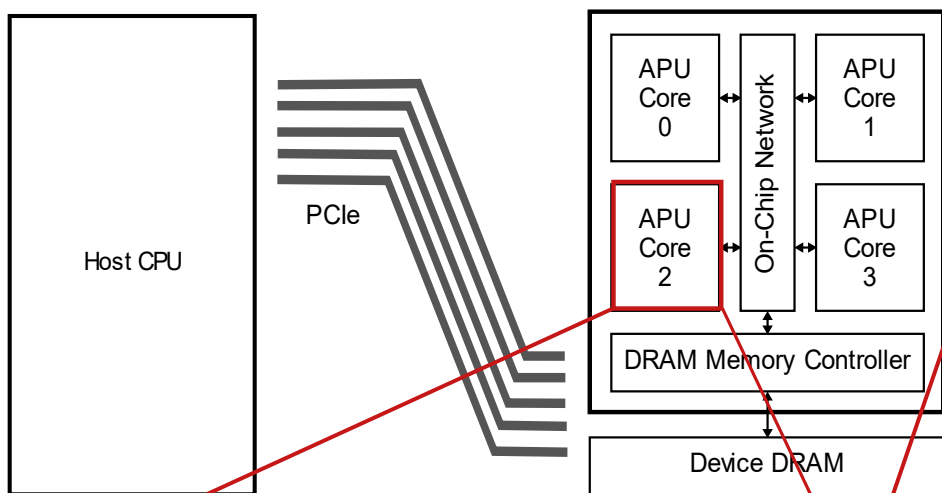 Host CPU
PCIe
APU
Core
0
APU
Core
1
APU
Core
2
APU
Core
3
On-Chip Network
DRAM Memory Controller
Device DRAM